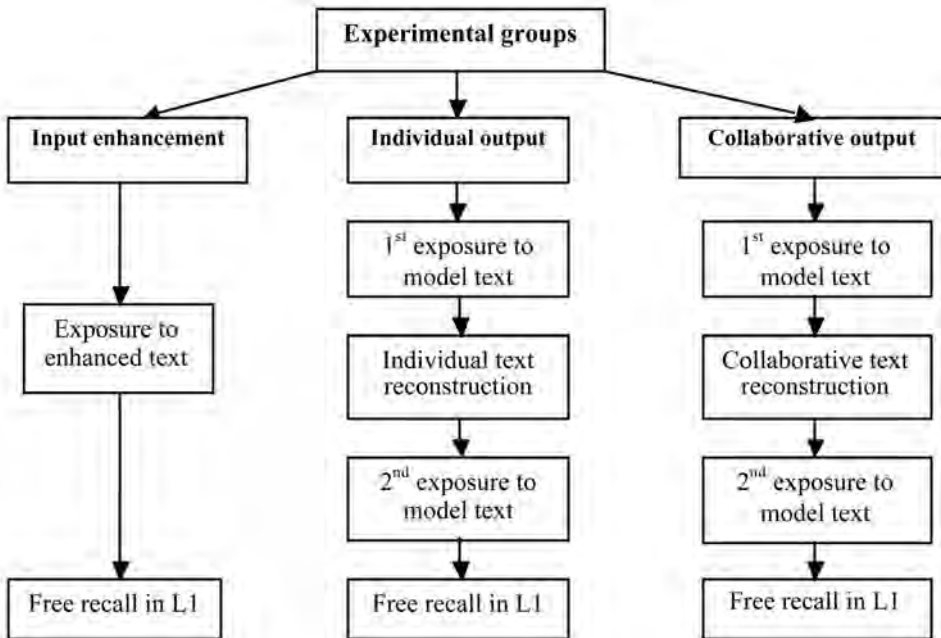 Experimental groups
Input enhancement
Individual output
Collaborative output
1st exposure to
model text
1st exposure to
model text
Exposure to
enhanced text
Individual text
reconstruction
Collaborative text
reconstruction
2nd exposure to
model text
2nd exposure to
model text
Free recall in L1
Free recall in L1
Free recall in L1